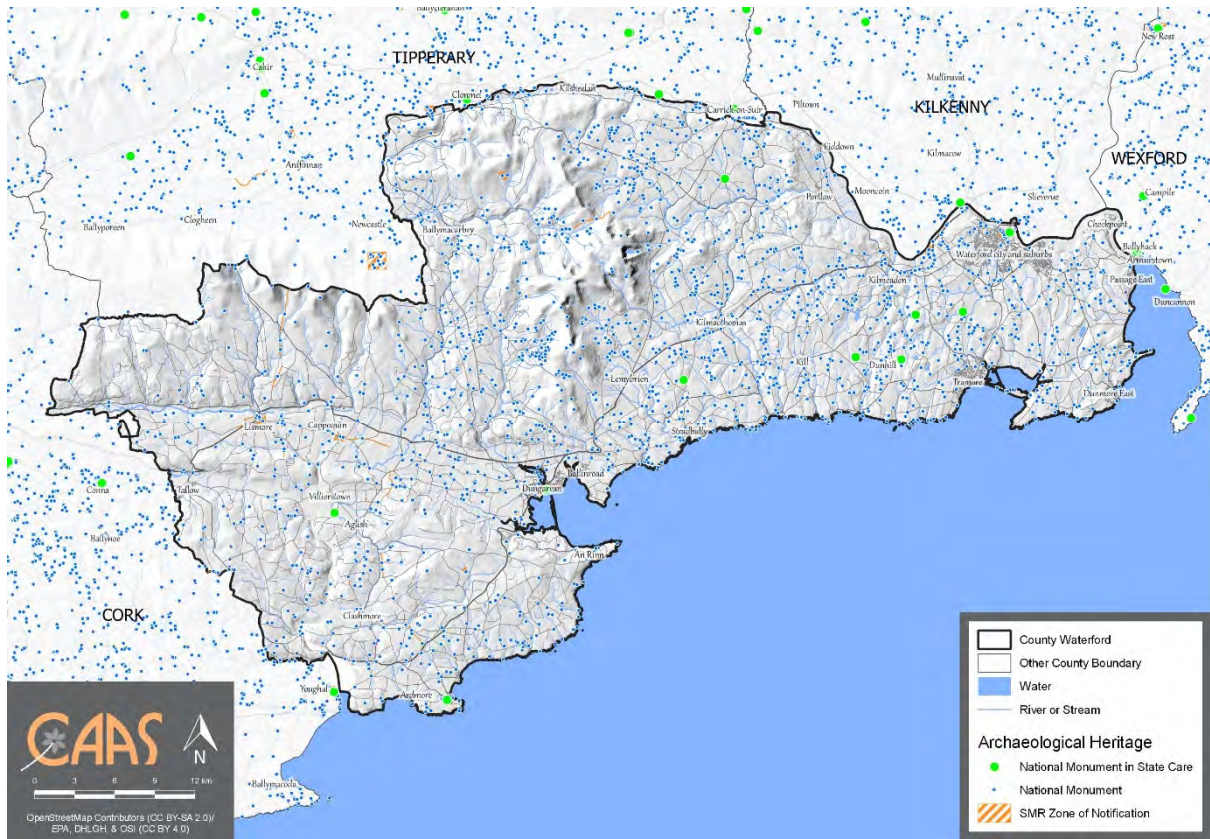 Ballyclerihan
New Ross
TIPPERARY
Cahir
Mullinavat
Clonmel
Kilsheelan
Carrick-on-Suir
Piltown
KILKENNY
Fiddown
Kilmacow
WEXFORD
Ardfinnan
Mooncoin
Slieverue
Campile
Portlaw
Clogheen
Newcastle
Ballyporeen
Ballymacarbry
Checkpoint
Waterford city and suburbs
Ballyhack
Arthurstown
Kilmeaden
Passage East
Duncannon
Kilmacthomas
Kill
Dunhill
Lemybrien
Tramore
Dunmore East
Lismore
Cappoquin
Stradbally
Ballinroad
Conna
Tallow
Dungarvan
Villierstown
Aglish
Ballynoe
An Rinn
CORK
Clashmore
Youghal
Ardmore
Ballymacoda
CAAS
N
0 3 6 9 12 km
OpenStreetMap Contributors (CC BY-SA 2.0)/
EPA, DHLGH, & OSI (CC BY 4.0)
County Waterford
Other County Boundary
Water
River or Stream
Archaeological Heritage
National Monument in State Care
National Monument
SMR Zone of Notification